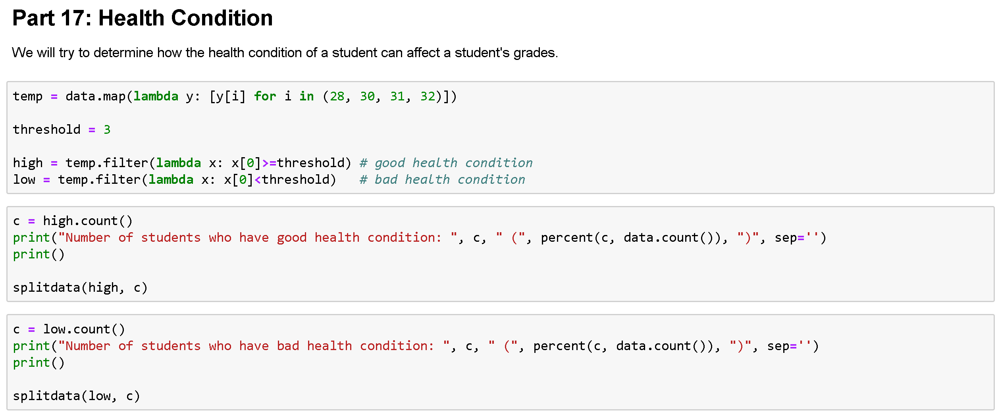 Part 17: Health Condition
We will try to determine how the health condition of a student can affect a student's grades.
temp = data.map(lambda y: [y[i] for i in (28, 30, 31, 32)])
threshold = 3
high = temp.filter(lambda x: x[0]>=threshold) # good health condition
low = temp.filter(lambda x: x[0]<threshold)   # bad health condition
c = high.count()
print("Number of students who have good health condition: ", c, " (", percent(c, data.count()), ")", sep='')
print()
splitdata(high, c)
c = low.count()
print("Number of students who have bad health condition: ", c, " (", percent(c, data.count()), ")", sep='')
print()
splitdata(low, c)